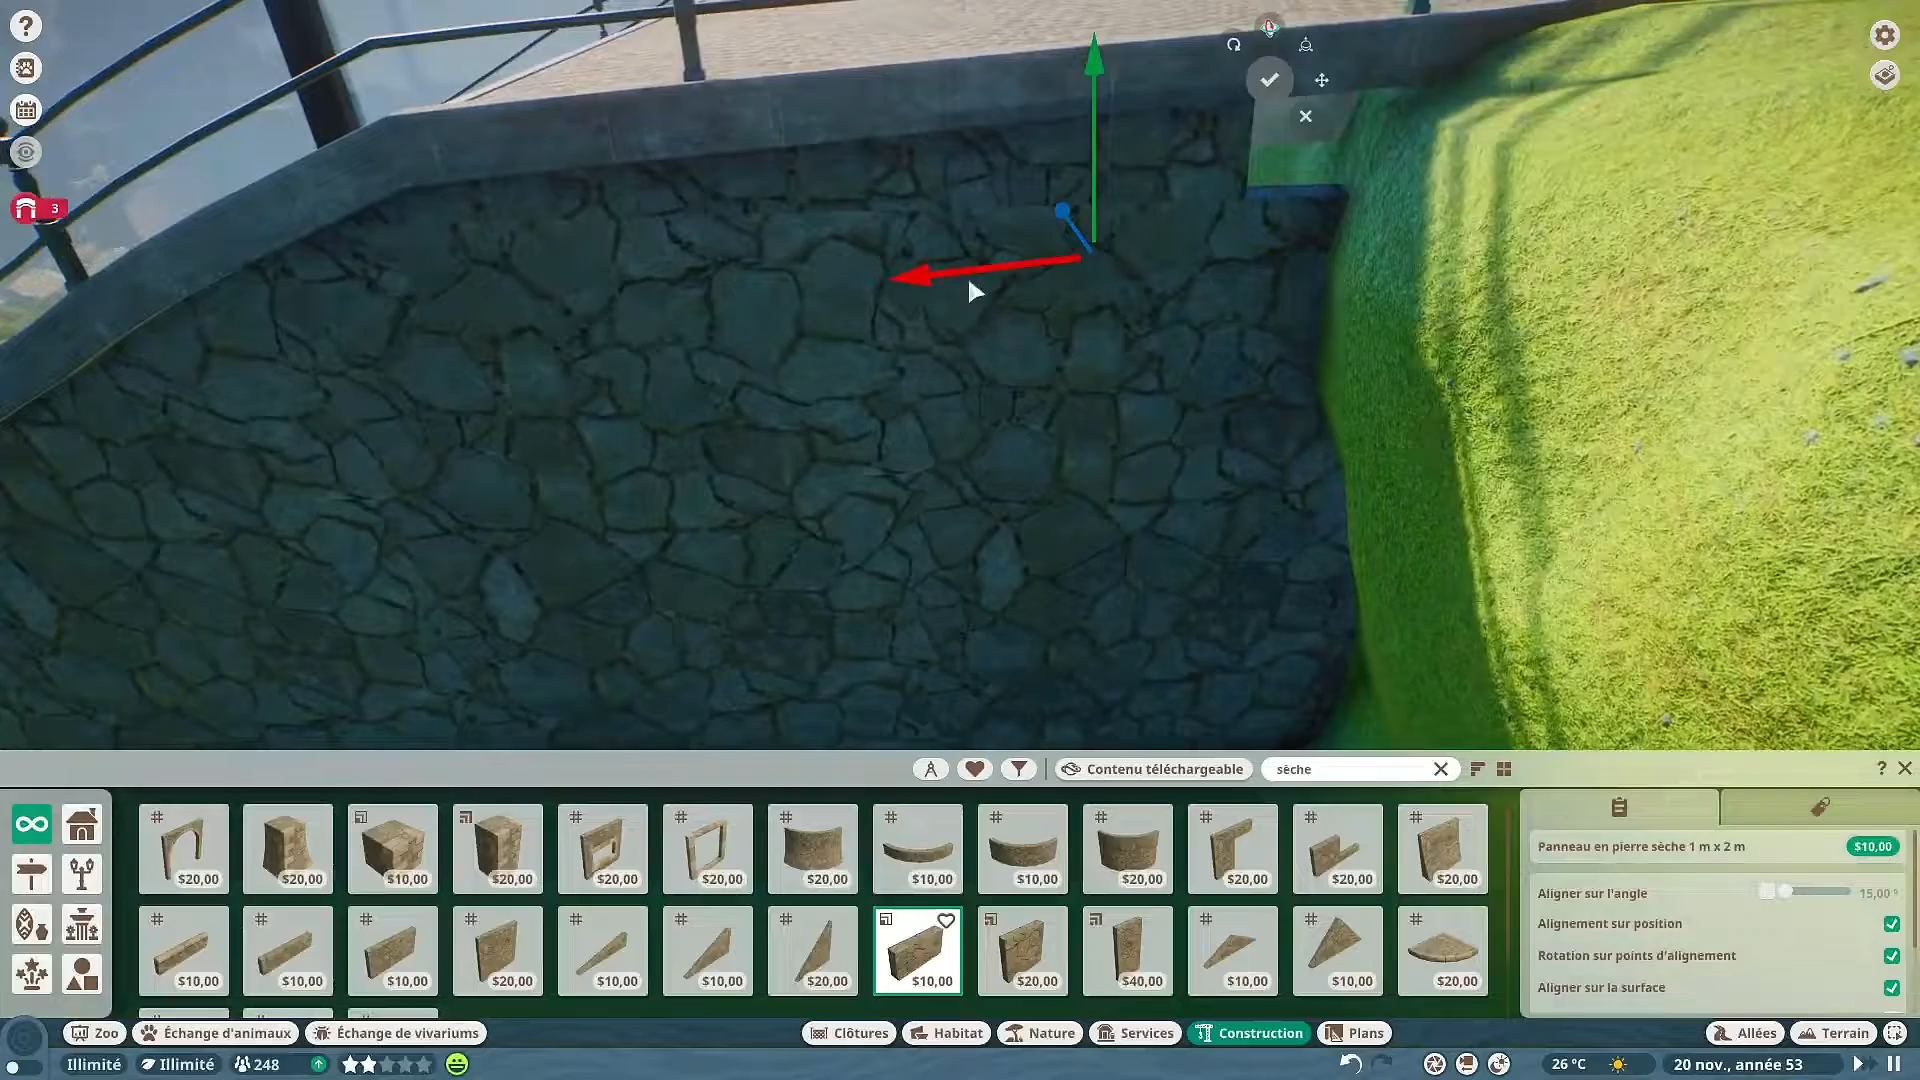 3
Contenu téléchargeable
sèche
?
$20,00
$20,00
$10,00
$20,00
$20,00
$20,00
$20,00
$10,00
$10,00
$20,00
$20,00
$20,00
$20,00
$10,00
$10,00
$10,00
$20,00
$10,00
$10,00
$20,00
$10,00
$20,00
$40,00
$10,00
$10,00
$20,00
Panneau en pierre sèche 1 m x 2 m
$10,00
Aligner sur l'angle
15,00 °
Alignement sur position
Rotation sur points d'alignement
Aligner sur la surface
Zoo
Échange d'animaux
Échange de vivariums
Clôtures
Habitat
Nature
Services
Construction
Plans
Allées
Terrain
Illimité
Illimité
248
26 °C
20 nov., année 53